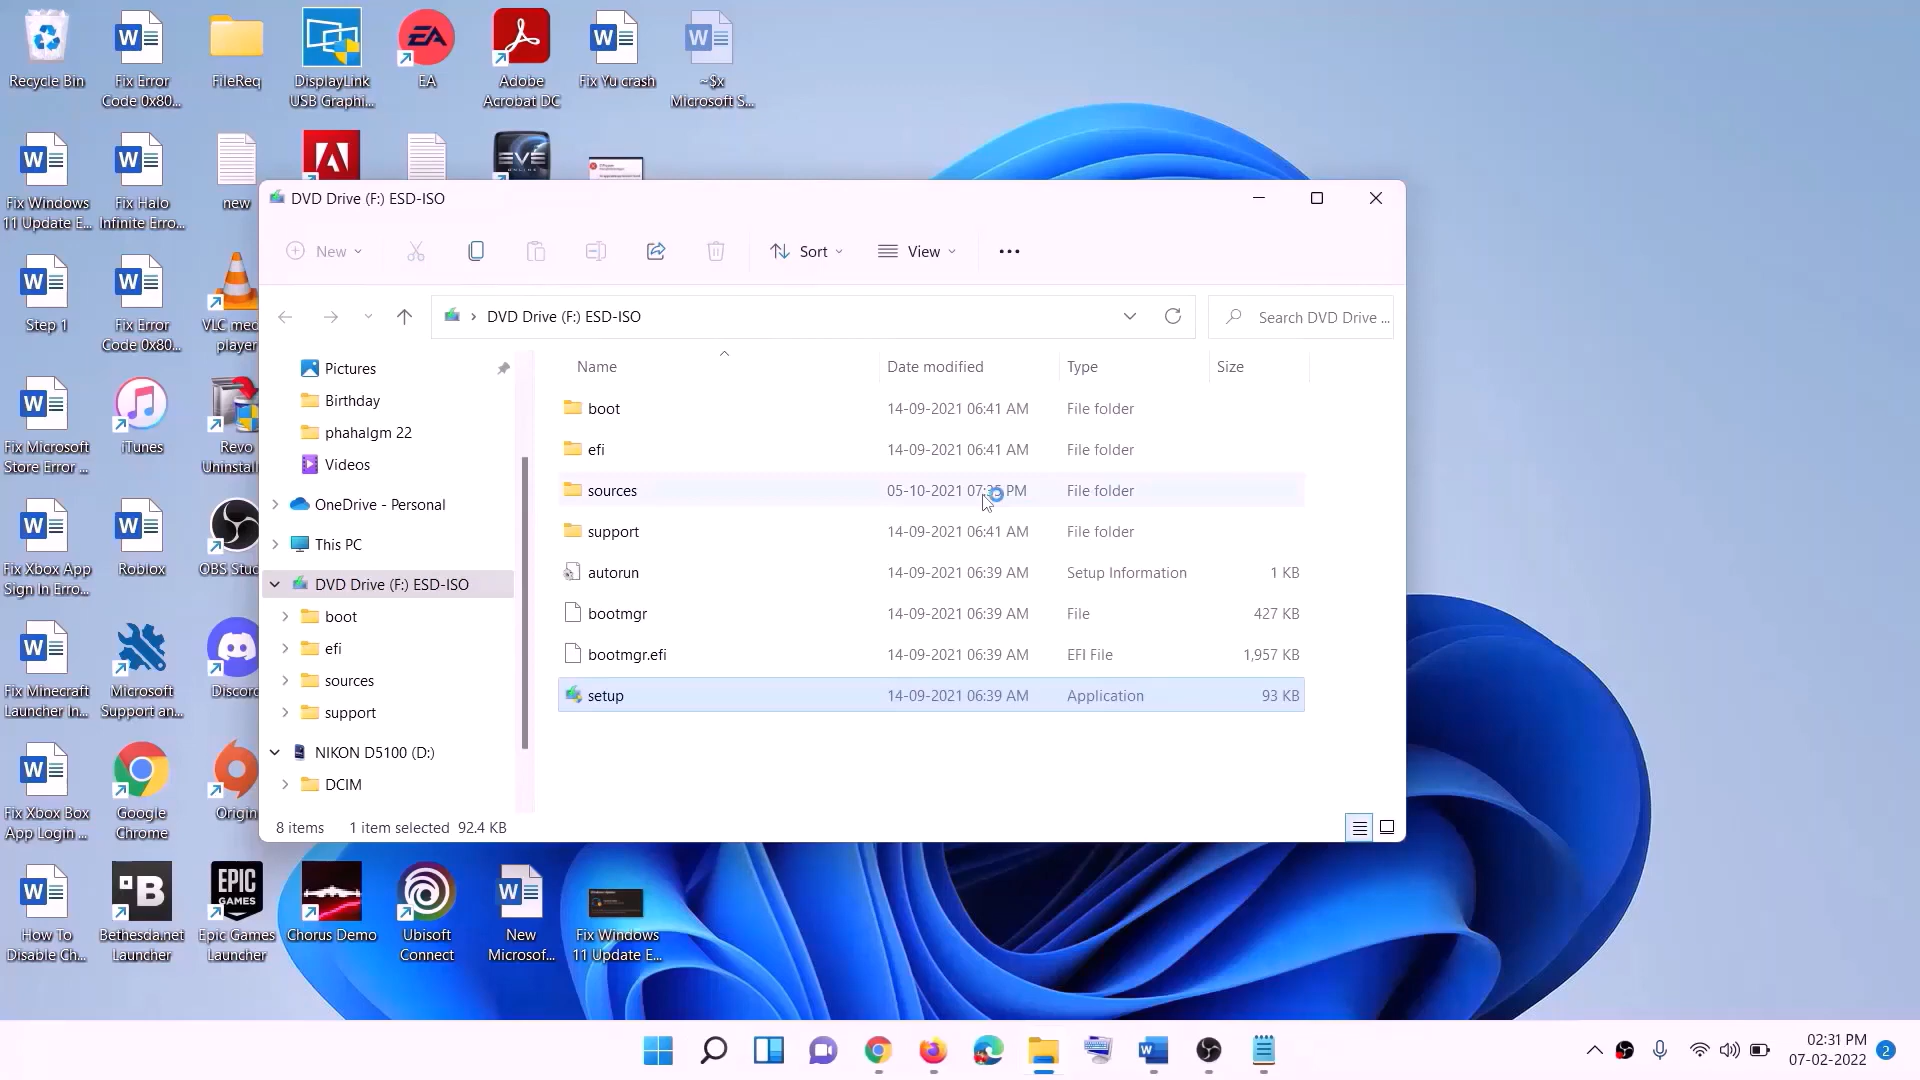 Recycle Bin
Fix Error
Code 0x80...
FileReq
DisplayLink
USB Graphi...
EA
Adobe
Acrobat DC
Fix Yu crash
~$x
Microsoft S...
Fix Windows
11 Update E...
Fix Halo
Infinite Erro...
new
EVE
ONLINE
Step 1
Fix Error
Code 0x80...
VLC med
player
Fix Microsoft
Store Error ...
iTunes
Revo
Uninstall
Fix Xbox App
Sign In Erro...
Roblox
OBS Stud
Fix Minecraft
Launcher In...
Microsoft
Support an...
Discord
Fix Xbox Box
App Login ...
Google
Chrome
Origin
How To
Disable Ch...
Bethesda.net
Launcher
EPIC
GAMES
Epic Games
Launcher
Chorus Demo
Ubisoft
Connect
New
Microsof...
Fix Windows
11 Update E...
DVD Drive (F:) ESD-ISO
New
Sort
View
DVD Drive (F:) ESD-ISO
Search DVD Drive ...
Pictures
Birthday
phahalgm 22
Videos
OneDrive - Personal
This PC
DVD Drive (F:) ESD-ISO
boot
efi
sources
support
NIKON D5100 (D:)
DCIM
Name Date modified Type Size
boot 14-09-2021 06:41 AM File folder
efi 14-09-2021 06:41 AM File folder
sources 05-10-2021 PM File folder
support 14-09-2021 06:41 AM File folder
autorun 14-09-2021 06:39 AM Setup Information 1 KB
bootmgr 14-09-2021 06:39 AM File 427 KB
bootmgr.efi 14-09-2021 06:39 AM EFI File 1,957 KB
setup 14-09-2021 06:39 AM Application 93 KB
8 items 1 item selected 92.4 KB
02:31 PM
07-02-2022
2